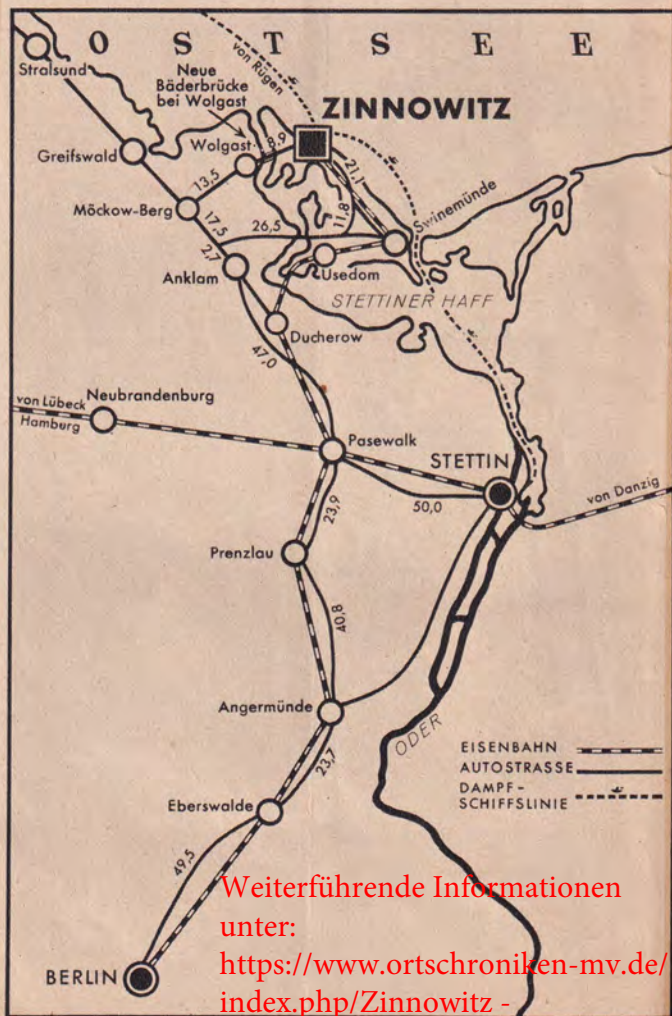 OSTSEE
Stralsund
von Rügen
Neue
Bäderbrücke
bei Wolgast
ZINNOWITZ
Greifswald
Wolgast
8,9
21,1
13,5
11,8
Möckow-Berg
17,5
26,5
Swinemünde
2,7
Anklam
Usedom
STETTINER HAFF
Ducherow
47,0
von Lübeck
Hamburg
Neubrandenburg
Pasewalk
STETTIN
50,0
von Danzig
23,9
Prenzlau
40,8
Angermünde
ODER
23,7
EISENBAHN
AUTOSTRASSE
DAMPF-
SCHIFFSLINIE
Eberswalde
49,5
BERLIN
Weiterführende Informationen
unter:
https://www.ortschroniken-mv.de/
index.php/Zinnowitz -